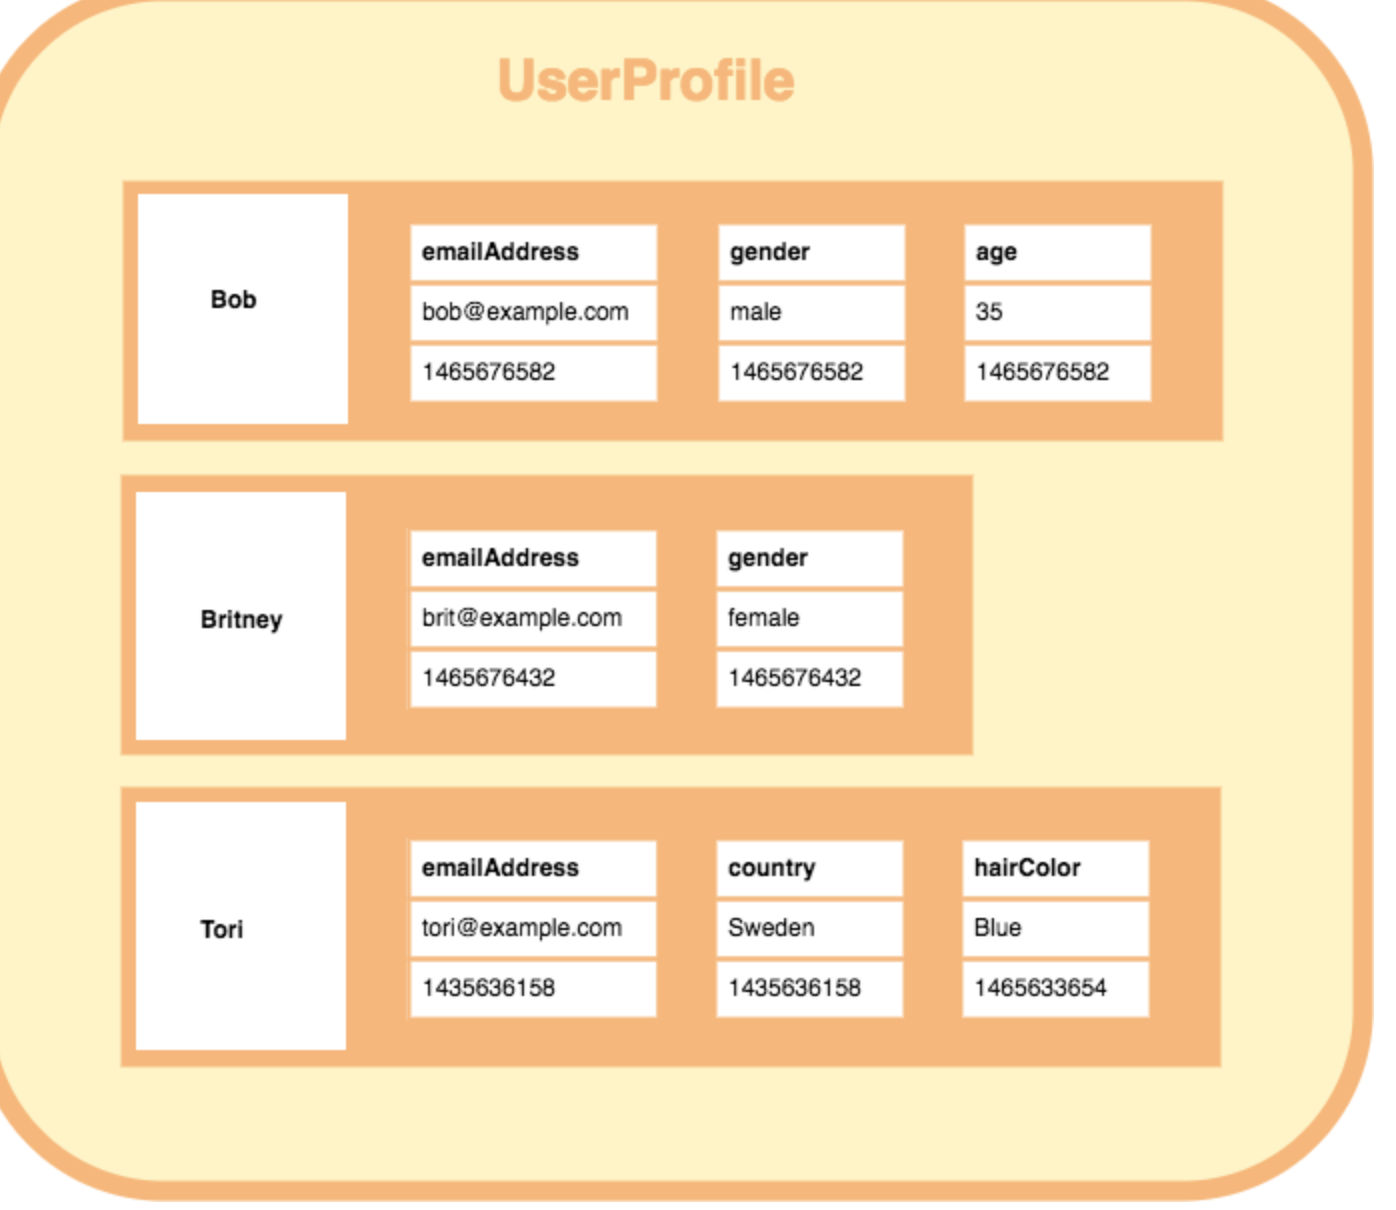 UserProfile
emailAddress gender age
bob@example.com male 35
Bob
1465676582 1465676582 1465676582
emailAddress gender
brit@example.com female
Britney
1465676432 1465676432
emailAddress country hairColor
tori@example.com Sweden Blue
Tori
1435636158 1435636158 1465633654